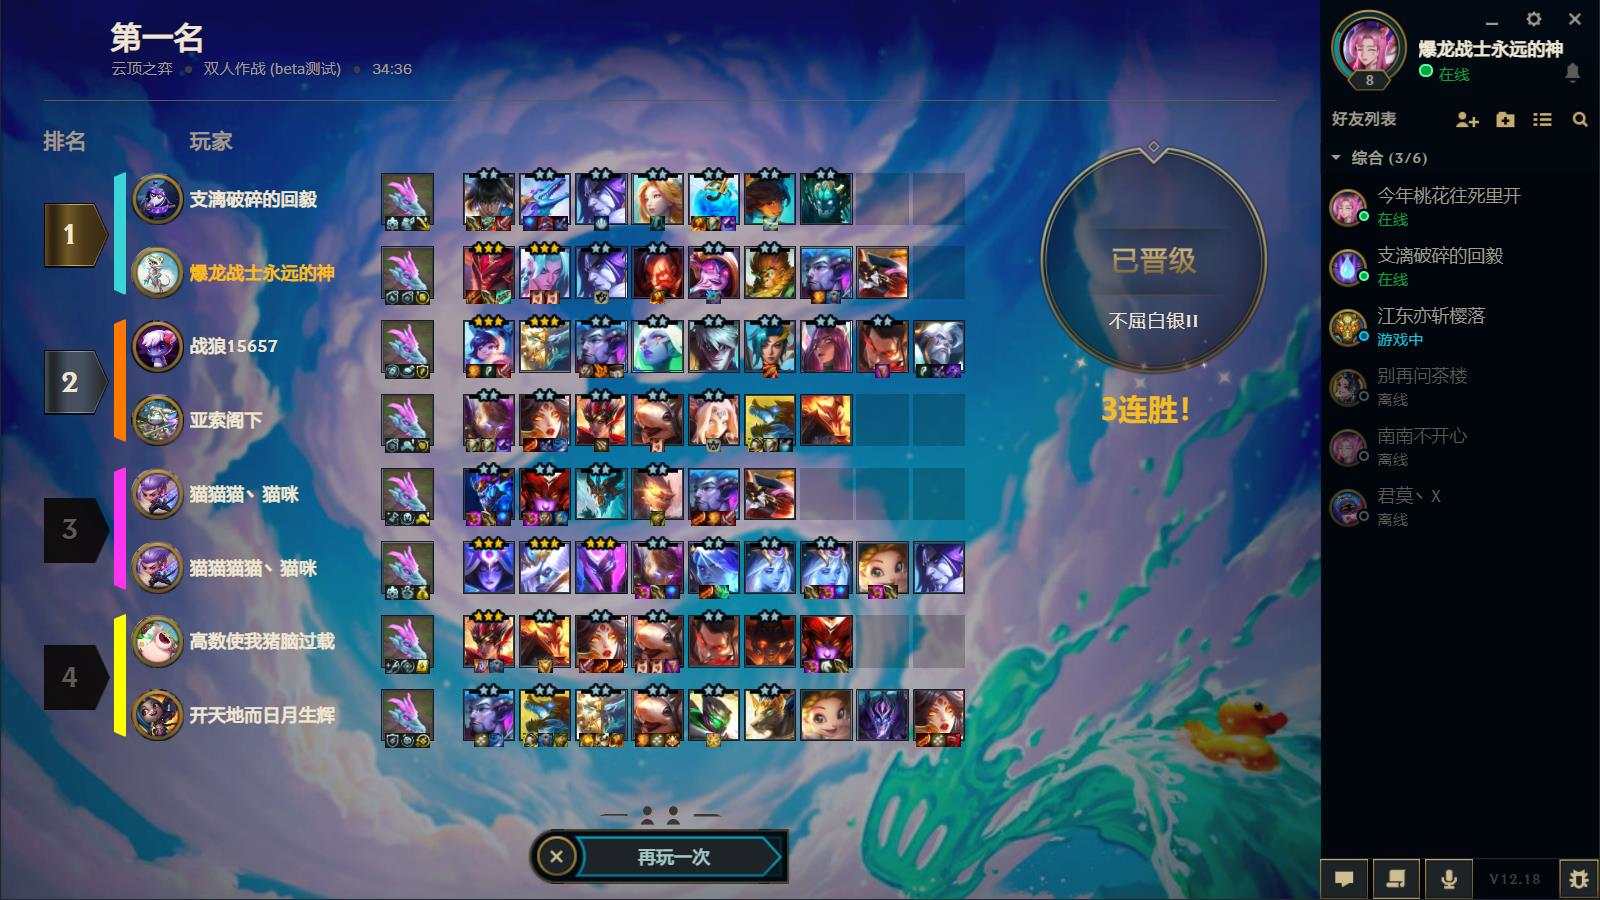 第一名
云顶之弈 • 双人作战 (beta测试) • 34:36
排名 玩家
1
支漓破碎的回毅
爆龙战士永远的神
2
战狼15657
亚索阁下
3
猫猫猫丶猫咪
猫猫猫猫丶猫咪
4
高数使我猪脑过载
开天地而日月生辉
已晋级
不屈白银II
3连胜!
再玩一次
爆龙战士永远的神
在线
8
好友列表
综合 (3/6)
今年桃花往死里开
在线
支漓破碎的回毅
在线
江东亦斩樱落
游戏中
别再问茶楼
离线
南南不开心
离线
君莫丶X
离线
V12.18